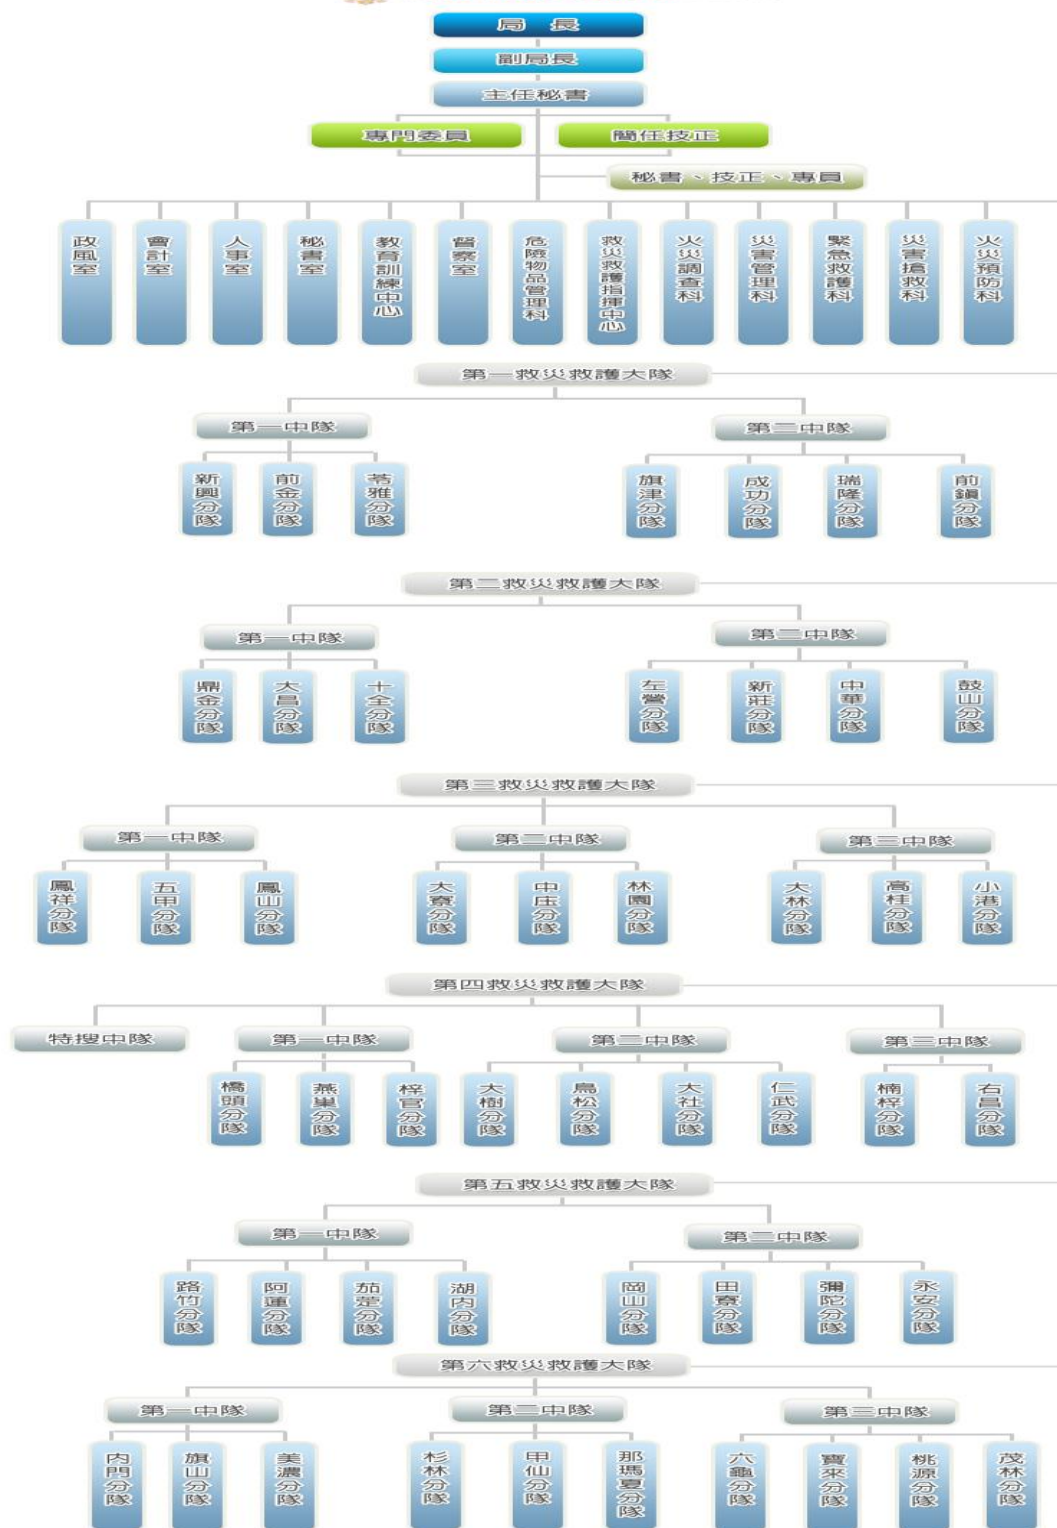 局 長
副局長
主任秘書
專門委員
簡任技正
秘書、技正、專員
政風室
會計室
人事室
秘書室
教育訓練中心
督察室
危險物品管理科
救災救護指揮中心
火災調查科
災害管理科
緊急救護科
災害搶救科
火災預防科
第一救災救護大隊
第一中隊
第二中隊
新興分隊
前金分隊
苓雅分隊
旗津分隊
成功分隊
瑞隆分隊
前鎮分隊
第二救災救護大隊
第一中隊
第二中隊
鼎金分隊
大昌分隊
十全分隊
左營分隊
新莊分隊
中華分隊
鼓山分隊
第三救災救護大隊
第一中隊
第二中隊
第三中隊
鳳祥分隊
五甲分隊
鳳山分隊
大寮分隊
中庄分隊
林園分隊
大林分隊
高桂分隊
小港分隊
第四救災救護大隊
特搜中隊
第一中隊
第二中隊
第三中隊
橋頭分隊
燕巢分隊
梓官分隊
大樹分隊
鳥松分隊
大社分隊
仁武分隊
楠梓分隊
右昌分隊
第五救災救護大隊
第一中隊
第二中隊
路竹分隊
阿蓮分隊
茄萣分隊
湖內分隊
岡山分隊
田寮分隊
彌陀分隊
永安分隊
第六救災救護大隊
第一中隊
第二中隊
第三中隊
內門分隊
旗山分隊
美濃分隊
杉林分隊
甲仙分隊
那瑪夏分隊
六龜分隊
寶來分隊
桃源分隊
茂林分隊